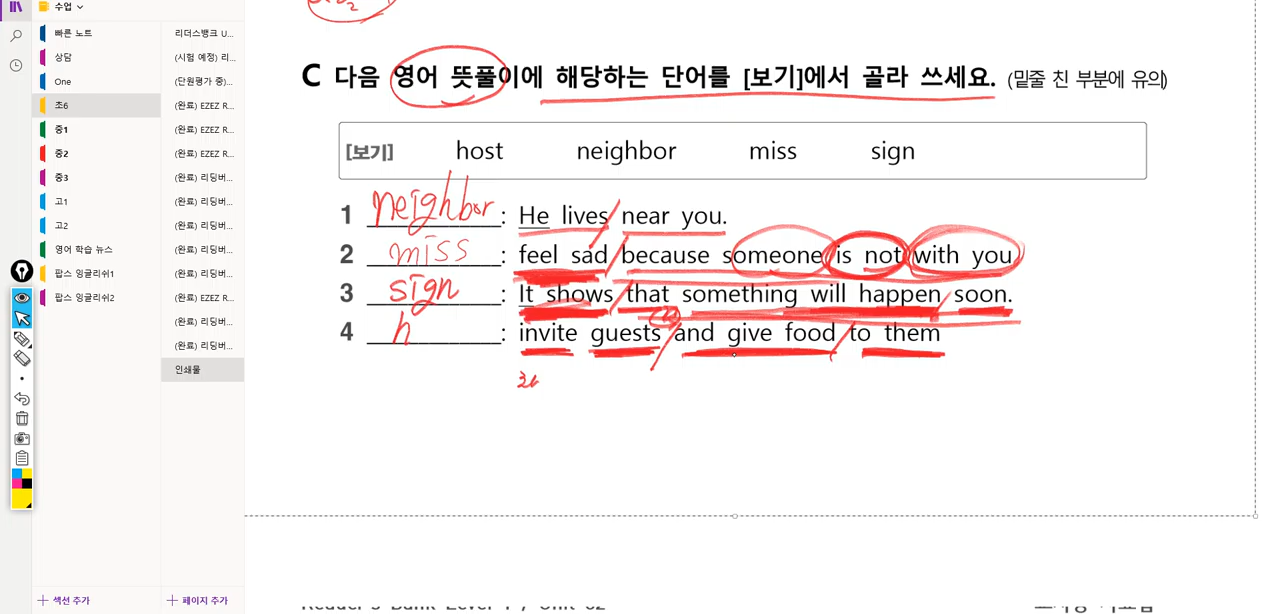 수업
빠른 노트
상담
One
초6
중1
중2
중3
고1
고2
영어 학습 뉴스
팝스 잉글리쉬1
팝스 잉글리쉬2
섹션 추가
리더스뱅크 U...
(시험 예정) 리...
(단원평가 중)...
(완료) EZEZ R...
(완료) EZEZ R...
(완료) 리딩버...
(완료) 리딩버...
(완료) 리딩버...
(완료) 리딩버...
(완료) 리딩버...
(완료) 리딩버...
(완료) EZEZ R...
(완료) 리딩버...
(완료) 리딩버...
인쇄물
페이지 추가
C 다음 영어 뜻풀이에 해당하는 단어를 [보기]에서 골라 쓰세요. (밑줄 친 부분에 유의)
[보기] host neighbor miss sign
1 neighbor : He lives near you.
2 miss : feel sad because someone is not with you
3 sign : It shows that something will happen soon.
4 h : invite guests and give food to them